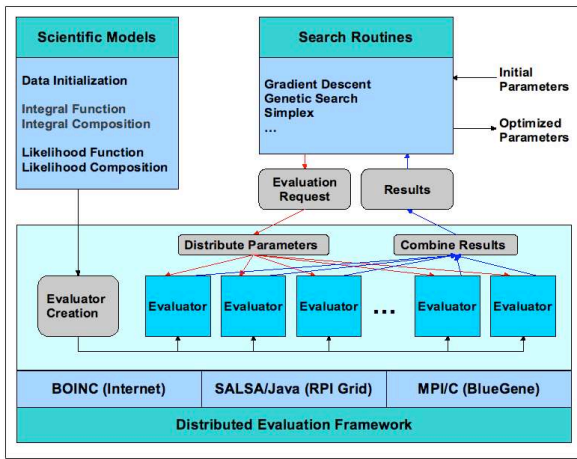 Scientific Models
Data Initialization
Integral Function
Integral Composition
Likelihood Function
Likelihood Composition
Search Routines
Gradient Descent
Genetic Search
Simplex
...
Initial
Parameters
Optimized
Parameters
Evaluation
Request
Results
Distribute Parameters
Combine Results
Evaluator
Creation
Evaluator
Evaluator
Evaluator
...
Evaluator
Evaluator
BOINC (Internet)
SALSA/Java (RPI Grid)
MPI/C (BlueGene)
Distributed Evaluation Framework